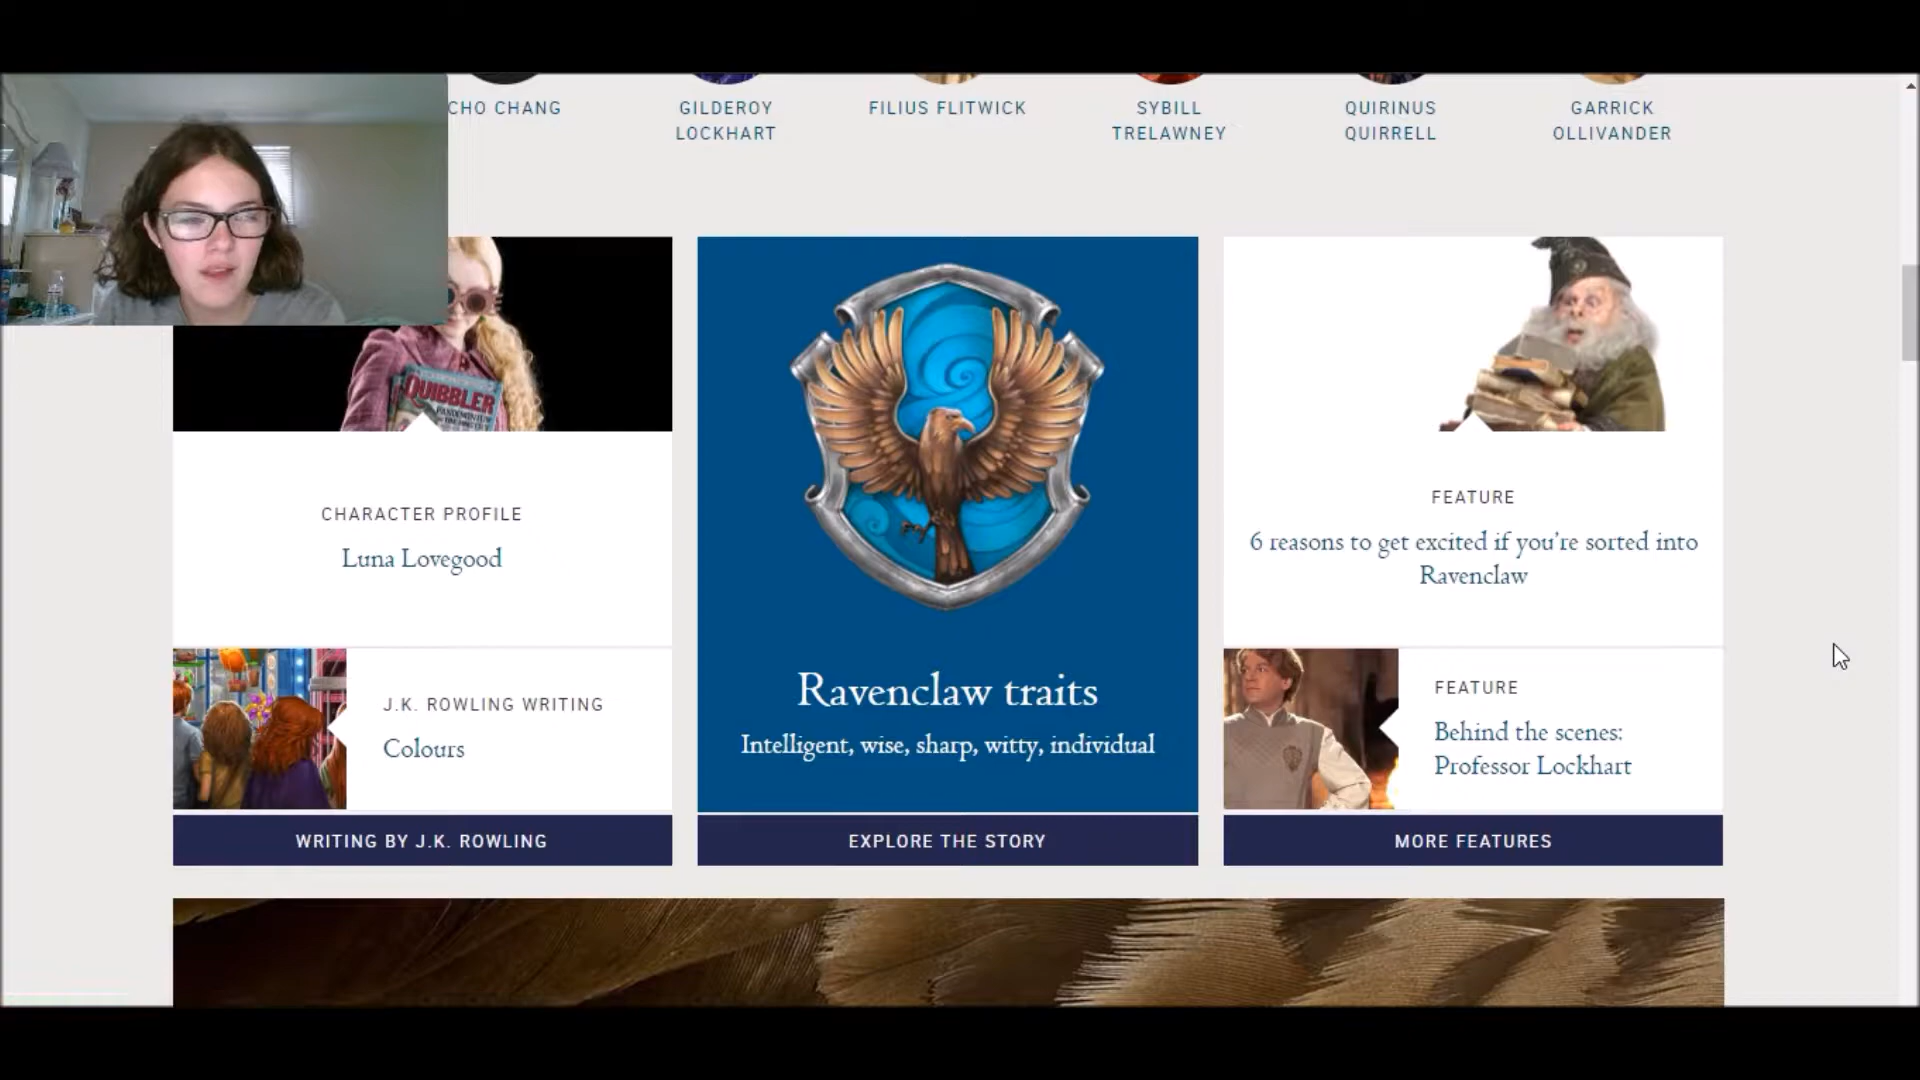 CHO CHANG
GILDEROY
LOCKHART
FILIUS FLITWICK
SYBILL
TRELAWNEY
QUIRINUS
QUIRRELL
GARRICK
OLLIVANDER
QUIBBLER
CHARACTER PROFILE
Luna Lovegood
J.K. ROWLING WRITING
Colours
WRITING BY J.K. ROWLING
Ravenclaw traits
Intelligent, wise, sharp, witty, individual
EXPLORE THE STORY
FEATURE
6 reasons to get excited if you're sorted into
Ravenclaw
FEATURE
Behind the scenes:
Professor Lockhart
MORE FEATURES